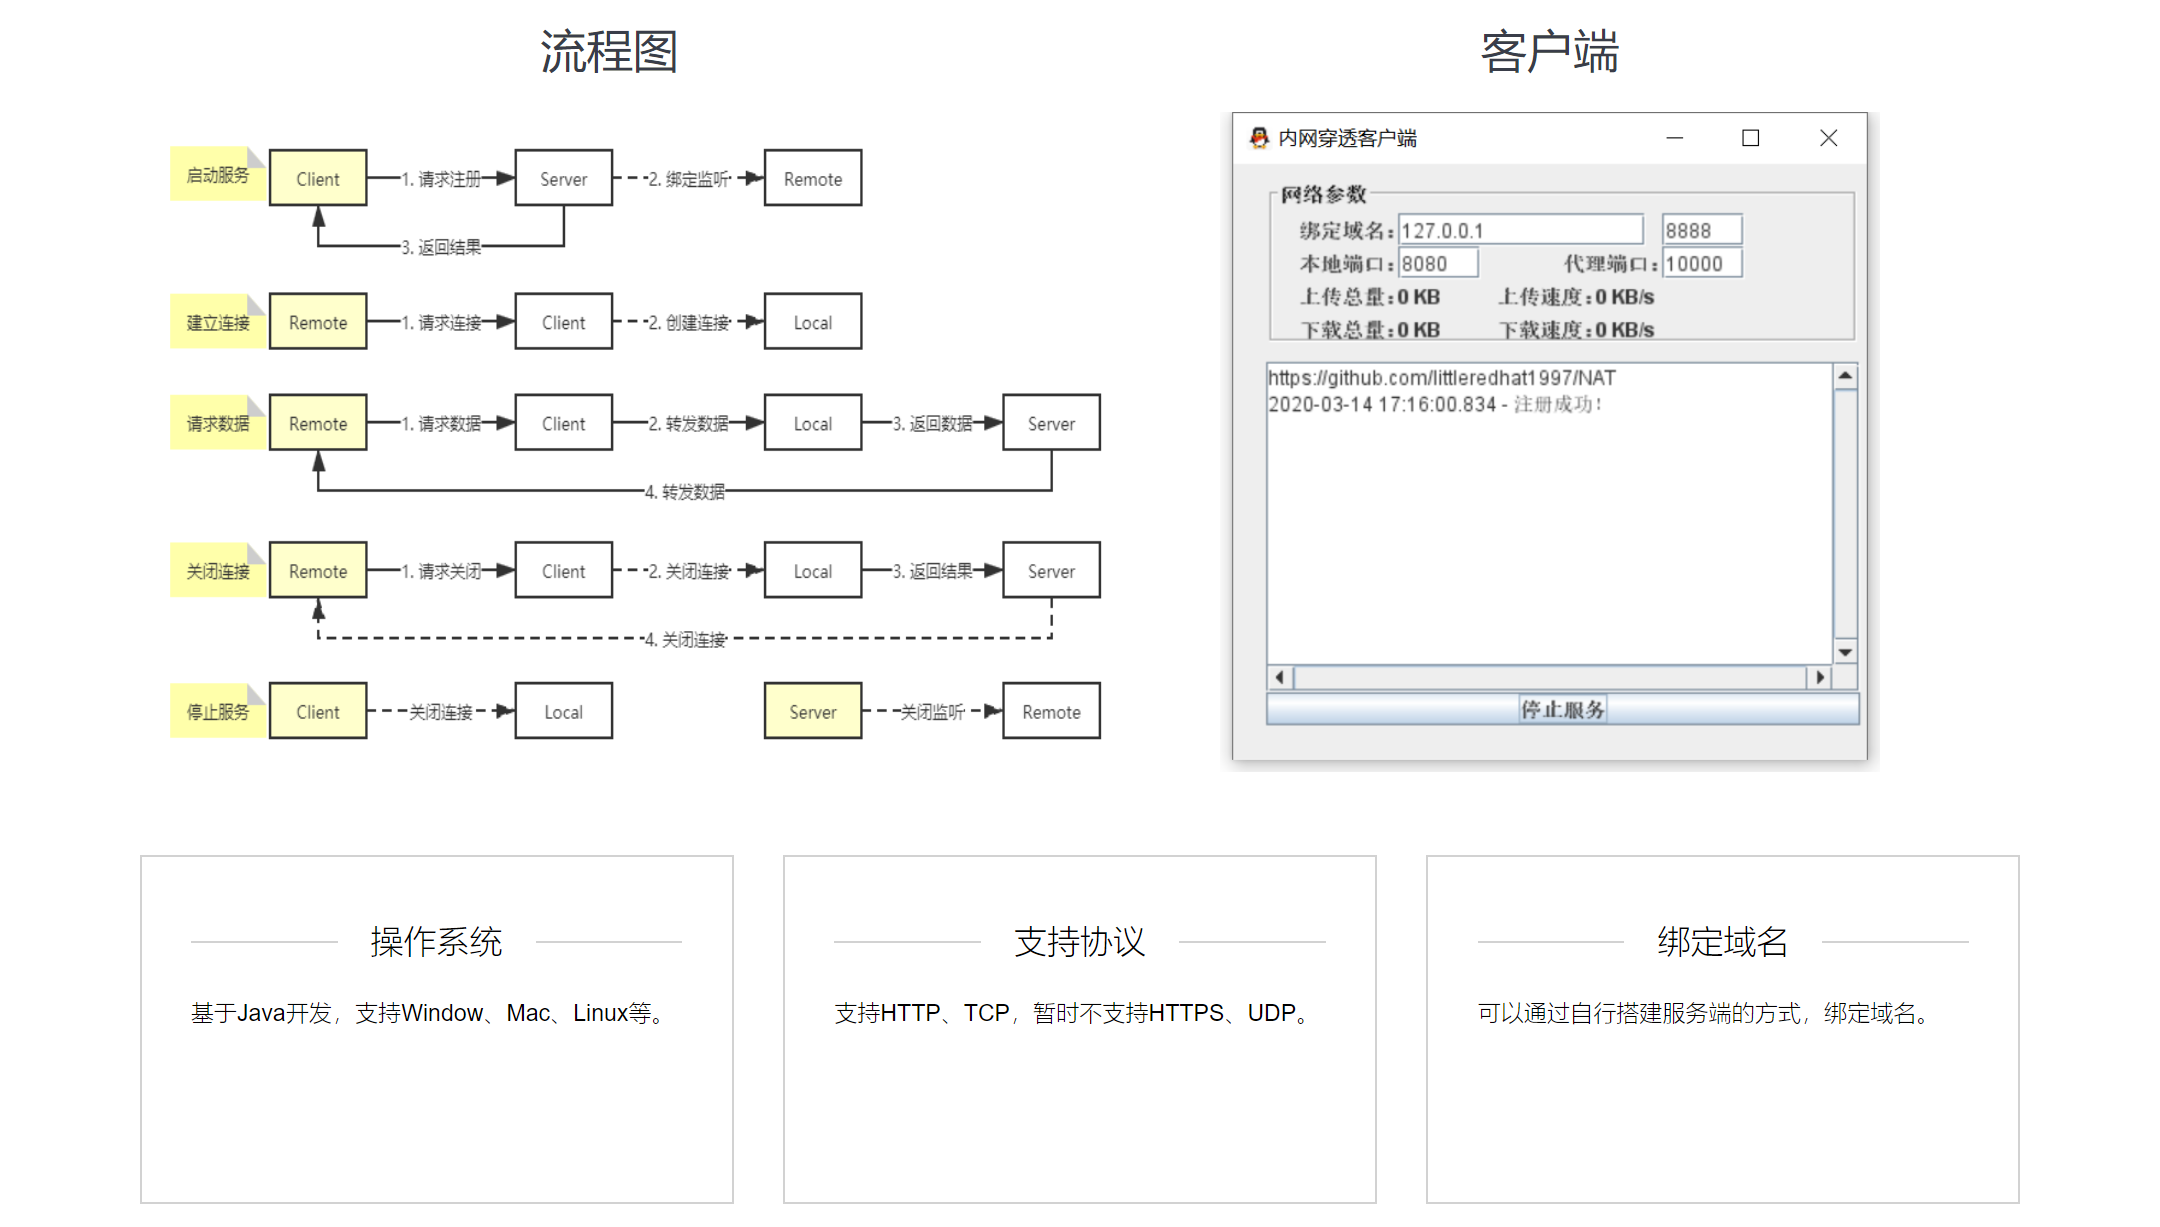 流程图
启动服务
Client
1. 请求注册
Server
2. 绑定监听
Remote
3. 返回结果
建立连接
Remote
1. 请求连接
Client
2. 创建连接
Local
请求数据
Remote
1. 请求数据
Client
2. 转发数据
Local
3. 返回数据
Server
4. 转发数据
关闭连接
Remote
1. 请求关闭
Client
2. 关闭连接
Local
3. 返回结果
Server
4. 关闭连接
停止服务
Client
关闭连接
Local
Server
关闭监听
Remote
客户端
内网穿透客户端
网络参数
绑定域名: 127.0.0.1 8888
本地端口: 8080 代理端口: 10000
上传总量: 0 KB 上传速度: 0 KB/s
下载总量: 0 KB 下载速度: 0 KB/s
https://github.com/littleredhat1997/NAT
2020-03-14 17:16:00.834 - 注册成功!
停止服务
操作系统
基于Java开发，支持Window、Mac、Linux等。
支持协议
支持HTTP、TCP，暂时不支持HTTPS、UDP。
绑定域名
可以通过自行搭建服务端的方式，绑定域名。